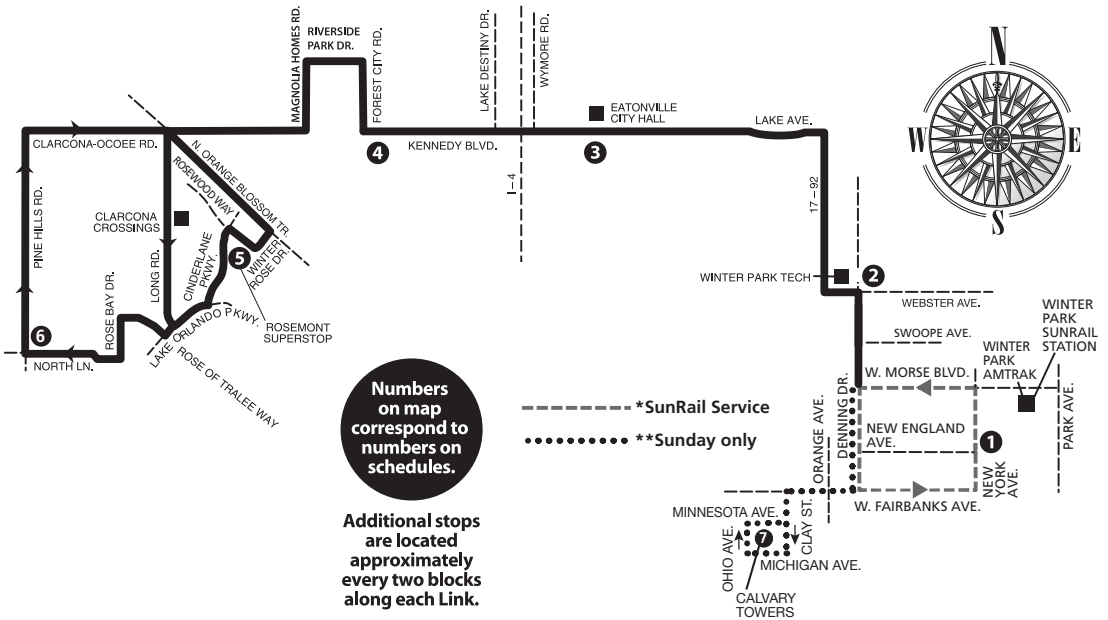 MAGNOLIA HOMES RD.
RIVERSIDE
PARK DR.
FOREST CITY RD.
LAKE DESTINY DR.
WYMORE RD.
N
W
E
S
EATONVILLE
CITY HALL
LAKE AVE.
CLARCONA-OCOEE RD.
4
KENNEDY BLVD.
3
I–4
17–92
N. ORANGE BLOSSOM TR.
ROSEWOOD WAY
PINE HILLS RD.
CLARCONA
CROSSINGS
LONG RD.
CINDERLANE
PKWY.
5
WINTER
ROSE DR.
ROSE BAY DR.
LAKE ORLANDO PKWY.
ROSEMONT
SUPERSTOP
6
NORTH LN.
ROSE OF TRALEE WAY
WINTER PARK TECH
2
WEBSTER AVE.
SWOOPE AVE.
WINTER
PARK
SUNRAIL
STATION
WINTER
PARK
AMTRAK
W. MORSE BLVD.
PARK AVE.
NEW ENGLAND
AVE.
1
NEW
YORK
AVE.
ORANGE AVE.
DENNING DR.
W. FAIRBANKS AVE.
MINNESOTA AVE.
CLAY ST.
OHIO AVE.
7
MICHIGAN AVE.
CALVARY
TOWERS
Numbers
on map
correspond to
numbers on
schedules.
*SunRail Service
**Sunday only
Additional stops
are located
approximately
every two blocks
along each Link.